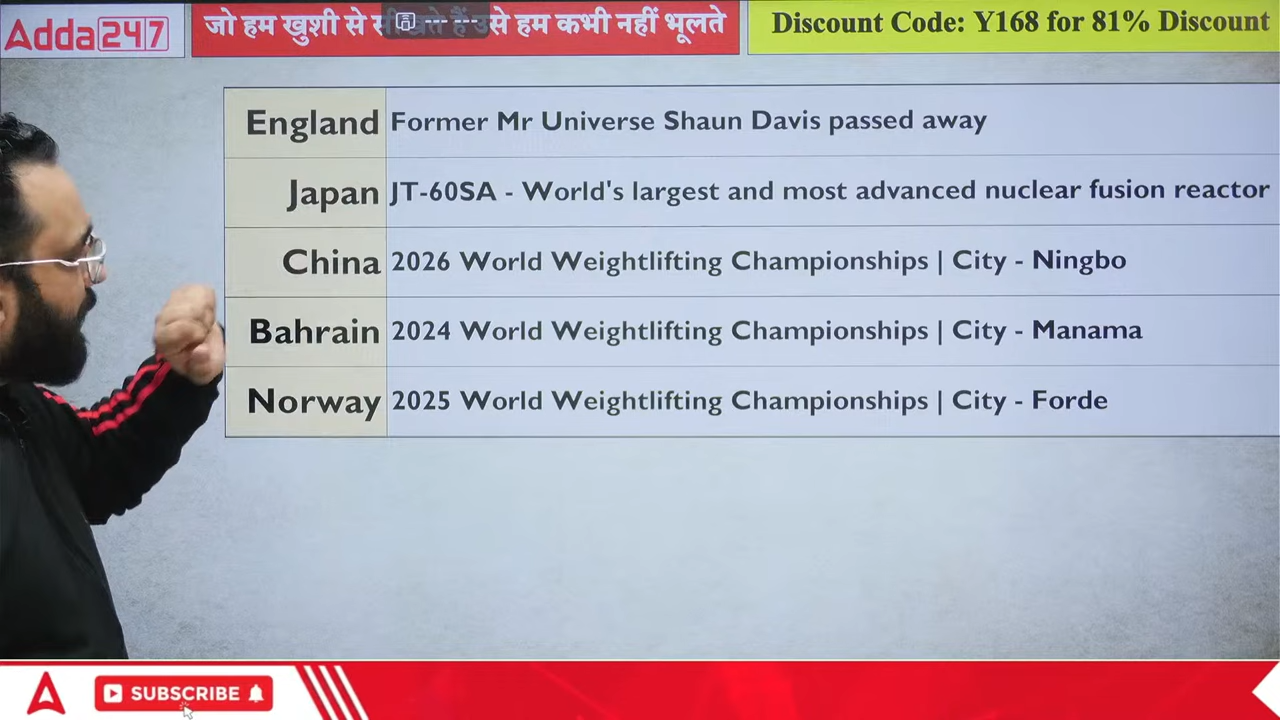 Adda247
जो हम खुशी से से हम कभी नहीं भूलते
Discount Code: Y168 for 81% Discount
England Former Mr Universe Shaun Davis passed away
Japan JT-60SA - World's largest and most advanced nuclear fusion reactor
China 2026 World Weightlifting Championships | City - Ningbo
Bahrain 2024 World Weightlifting Championships | City - Manama
Norway 2025 World Weightlifting Championships | City - Forde
SUBSCRIBE